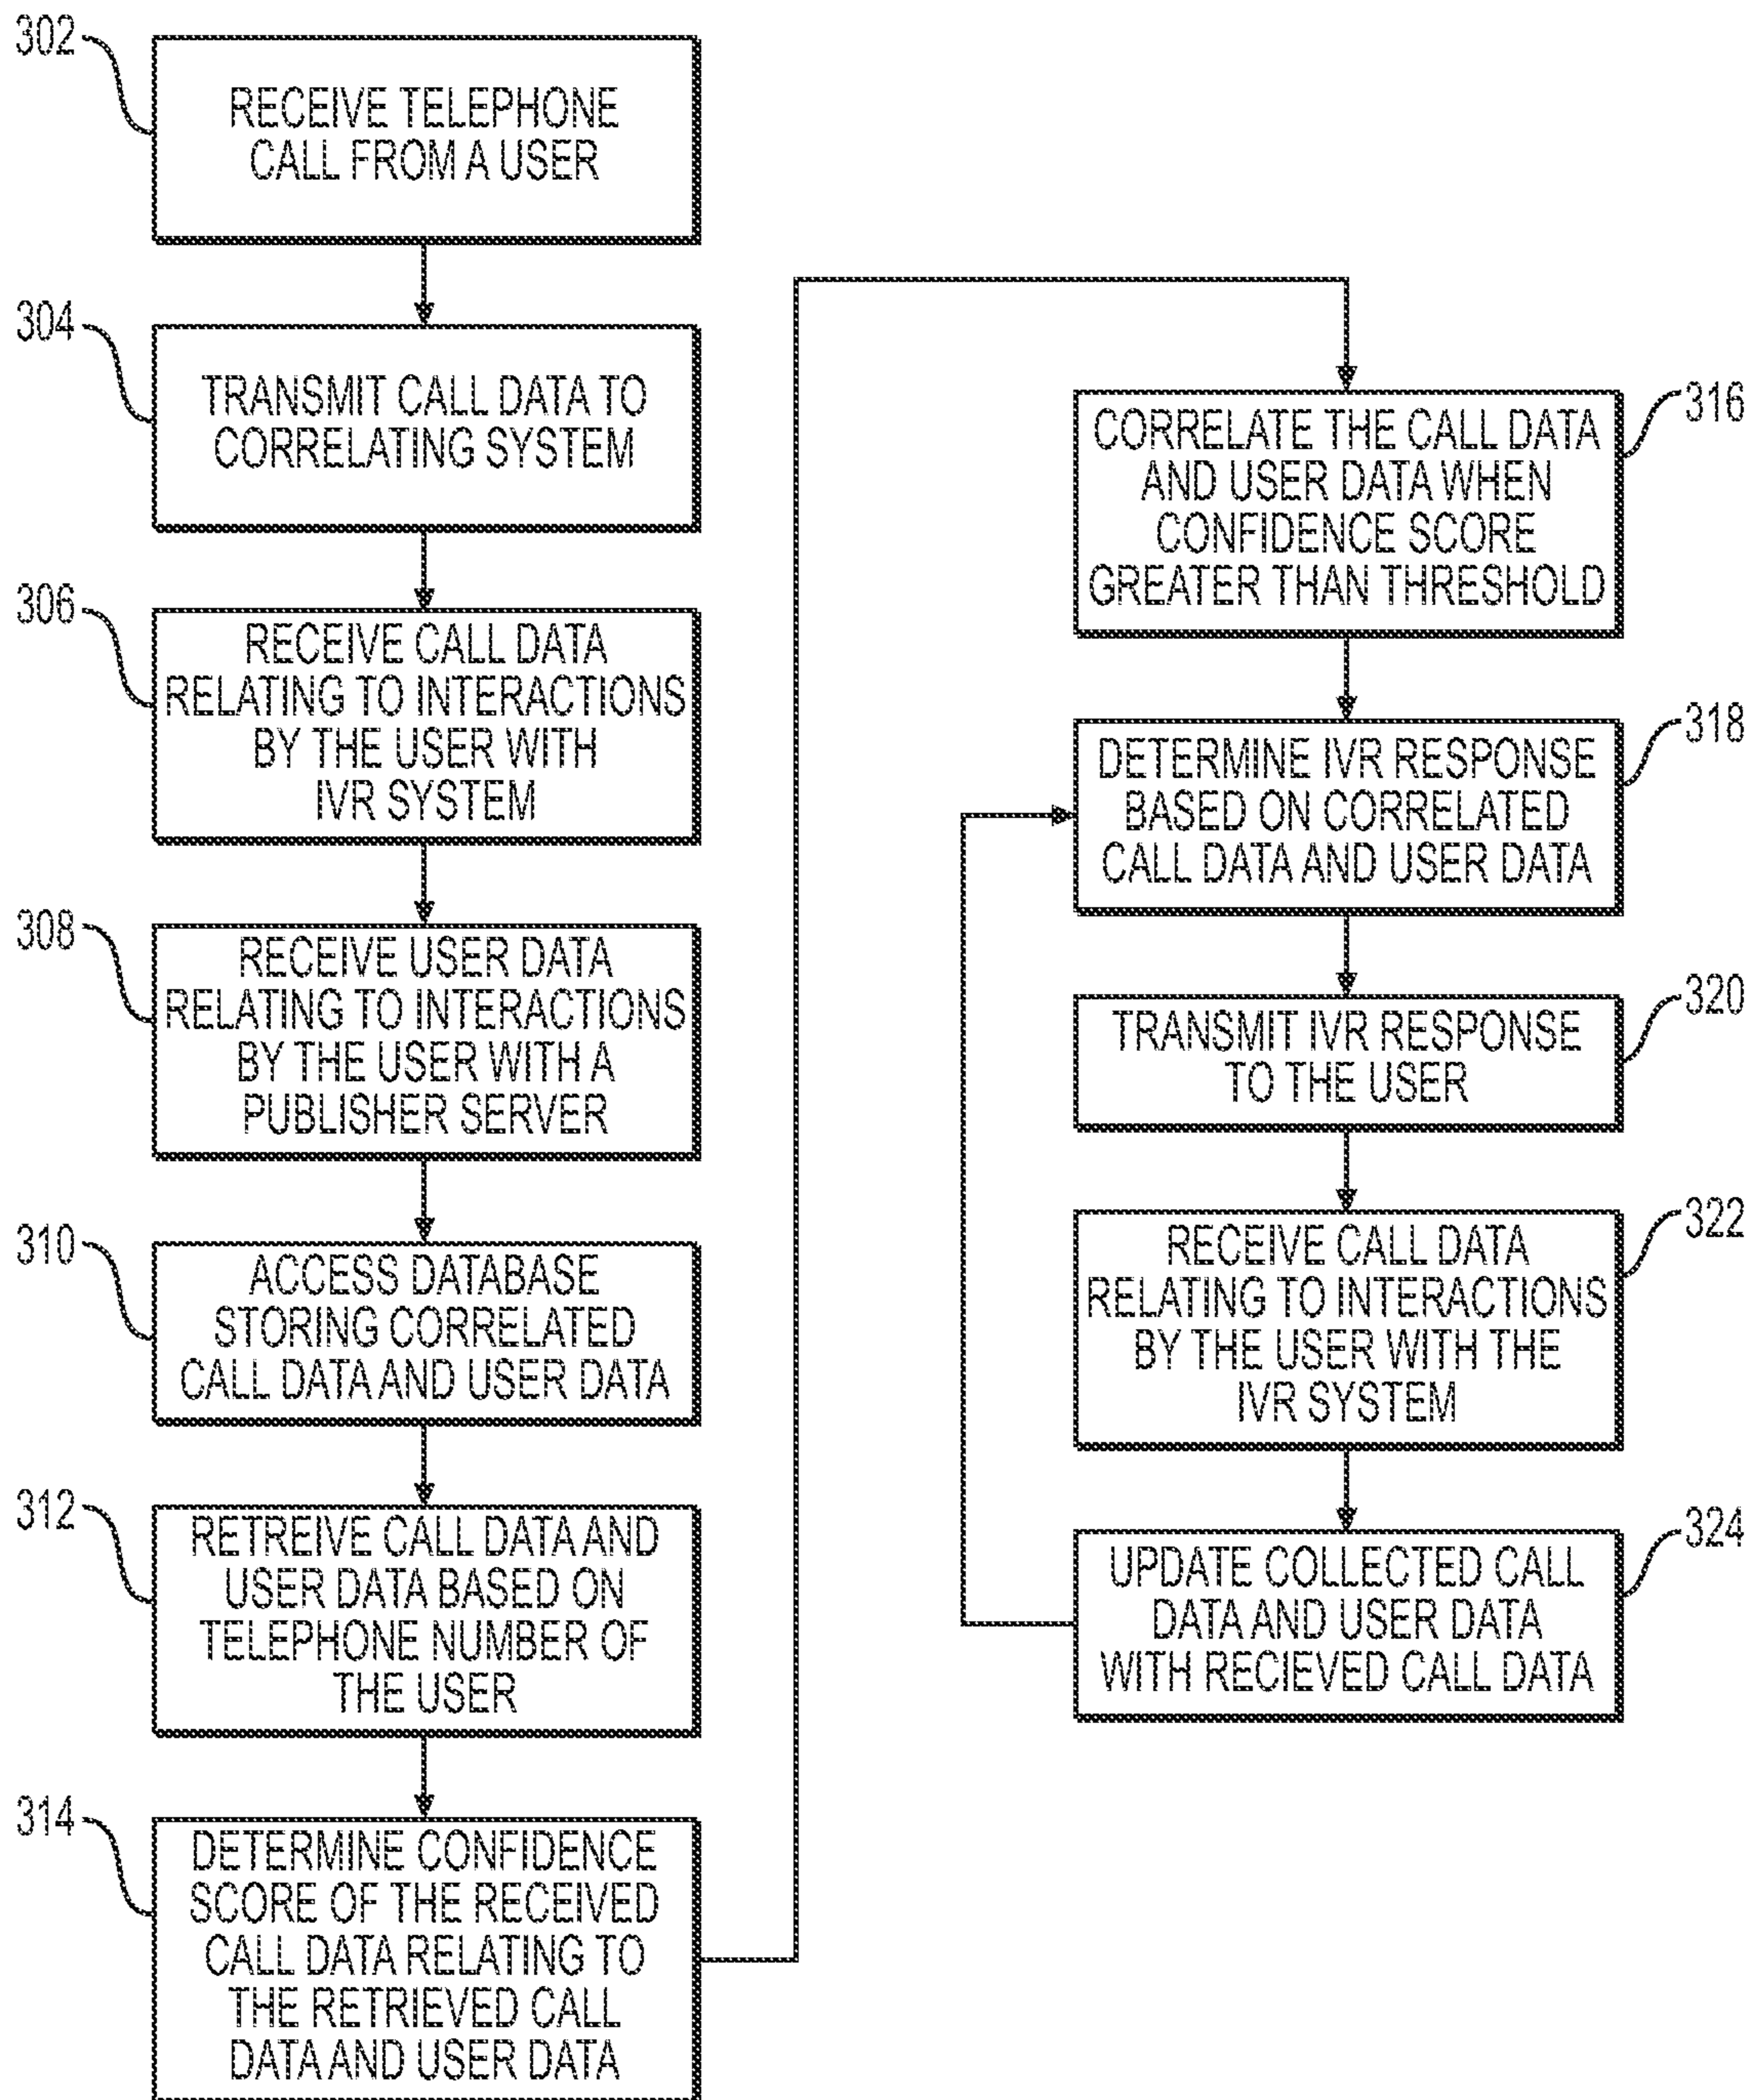 302
RECEIVE TELEPHONE
CALL FROM A USER
304
TRANSMIT CALL DATA TO
CORRELATING SYSTEM
306
RECEIVE CALL DATA
RELATING TO INTERACTIONS
BY THE USER WITH
IVR SYSTEM
308
RECEIVE USER DATA
RELATING TO INTERACTIONS
BY THE USER WITH A
PUBLISHER SERVER
310
ACCESS DATABASE
STORING CORRELATED
CALL DATA AND USER DATA
312
RETREIVE CALL DATA AND
USER DATA BASED ON
TELEPHONE NUMBER OF
THE USER
314
DETERMINE CONFIDENCE
SCORE OF THE RECEIVED
CALL DATA RELATING TO
THE RETRIEVED CALL
DATA AND USER DATA
316
CORRELATE THE CALL DATA
AND USER DATA WHEN
CONFIDENCE SCORE
GREATER THAN THRESHOLD
318
DETERMINE IVR RESPONSE
BASED ON CORRELATED
CALL DATA AND USER DATA
320
TRANSMIT IVR RESPONSE
TO THE USER
322
RECEIVE CALL DATA
RELATING TO INTERACTIONS
BY THE USER WITH THE
IVR SYSTEM
324
UPDATE COLLECTED CALL
DATA AND USER DATA
WITH RECIEVED CALL DATA